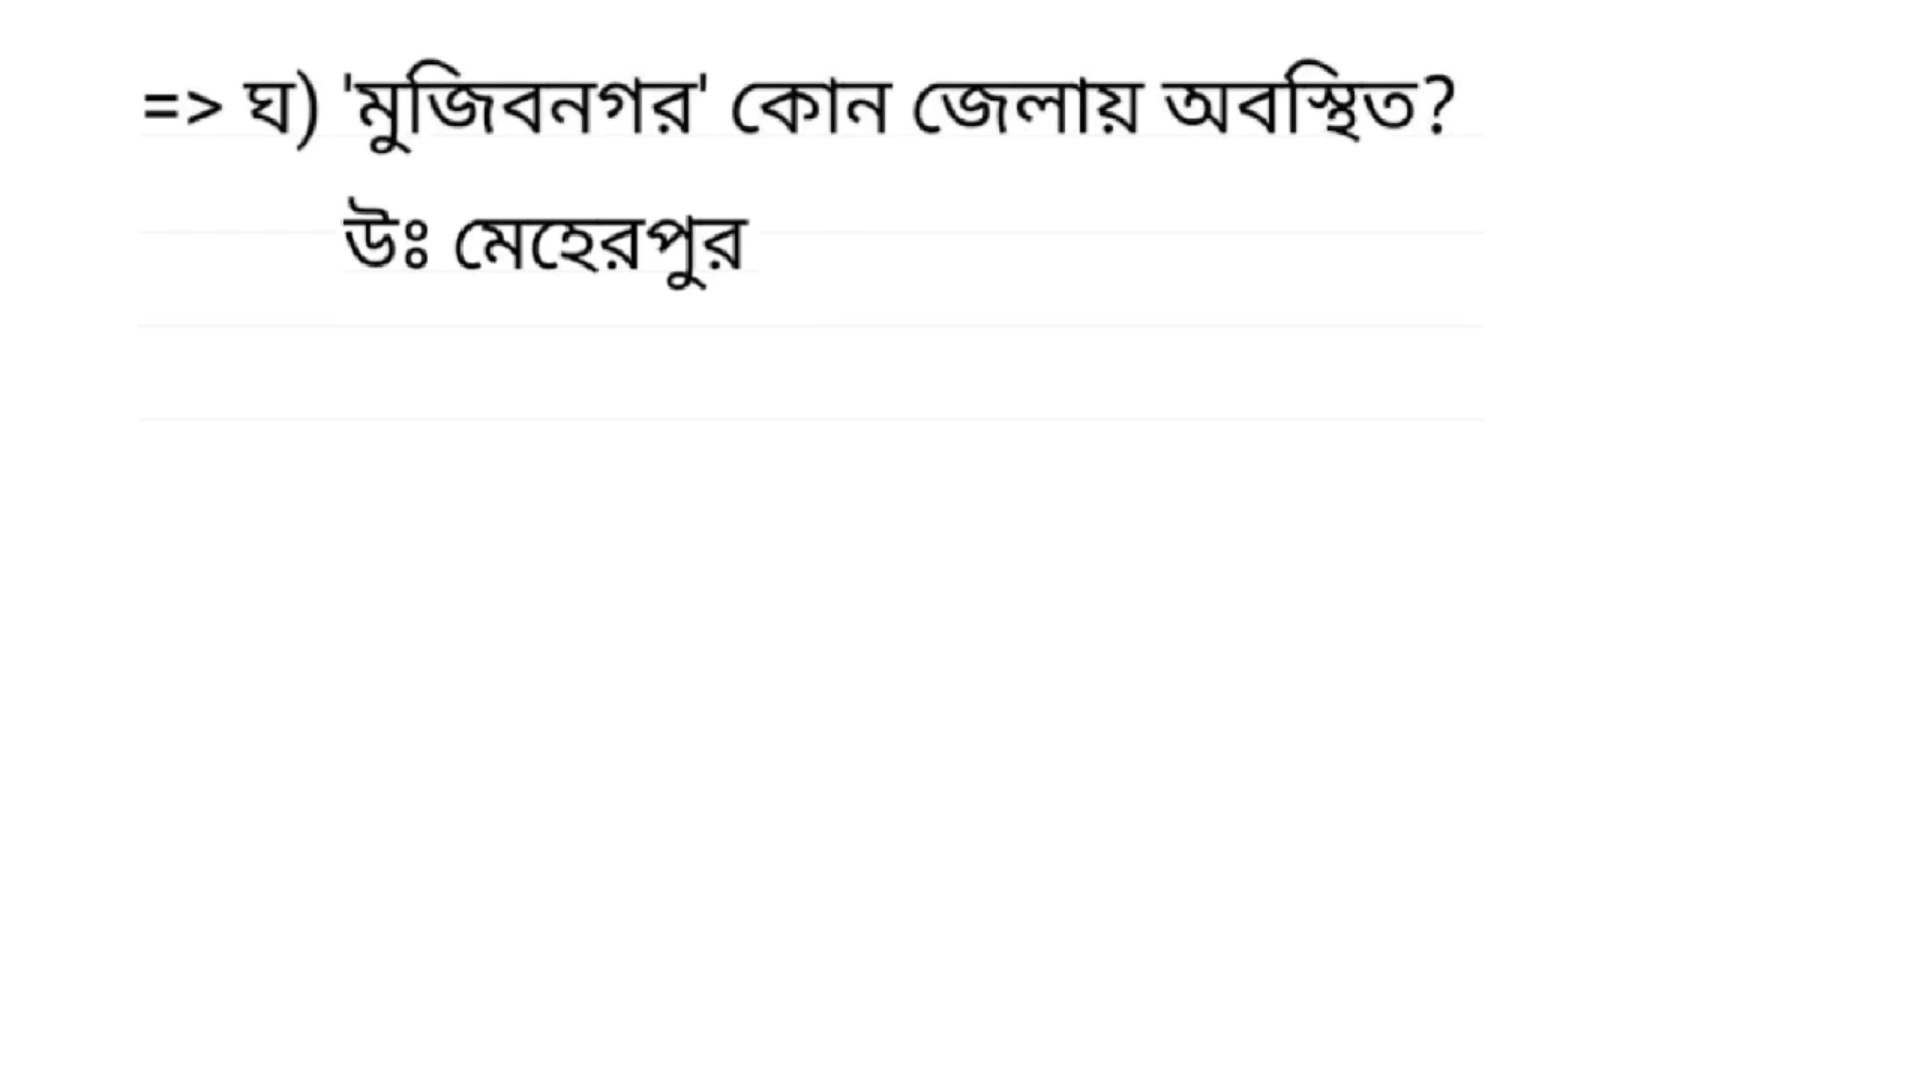 => ঘ) 'মুজিবনগর' কোন জেলায় অবস্থিত?
উঃ মেহেরপুর